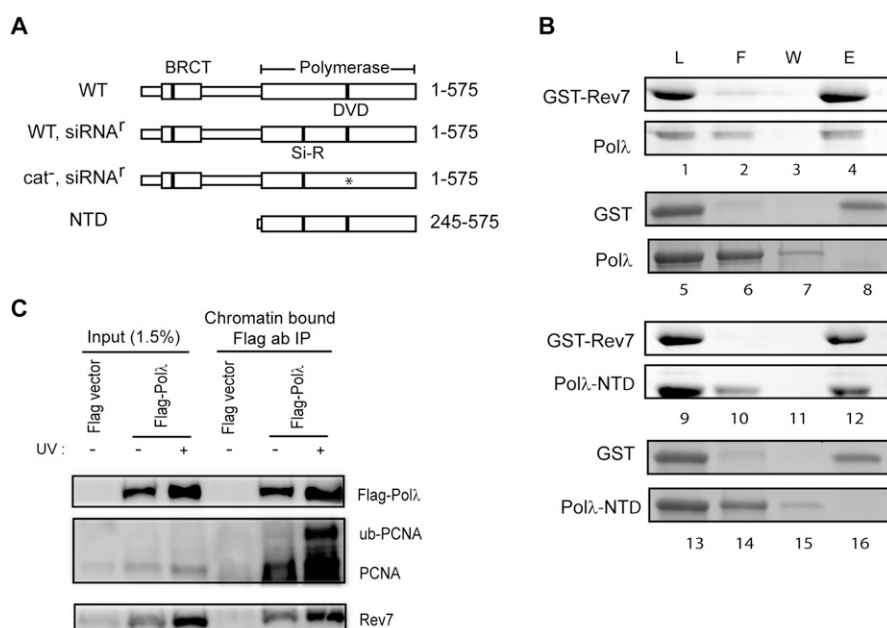 A
BRCT
Polymerase
WT
1-575
DVD
WT, siRNAʳ
1-575
Si-R
cat⁻, siRNAʳ
*
1-575
NTD
245-575
B
L F W E
GST-Rev7
Polλ
1 2 3 4
GST
Polλ
5 6 7 8
GST-Rev7
Polλ-NTD
9 10 11 12
GST
Polλ-NTD
13 14 15 16
C
Input (1.5%)
Chromatin bound
Flag ab IP
Flag vector
Flag-Polλ
Flag vector
Flag-Polλ
UV : - - + - - +
Flag-Polλ
ub-PCNA
PCNA
Rev7